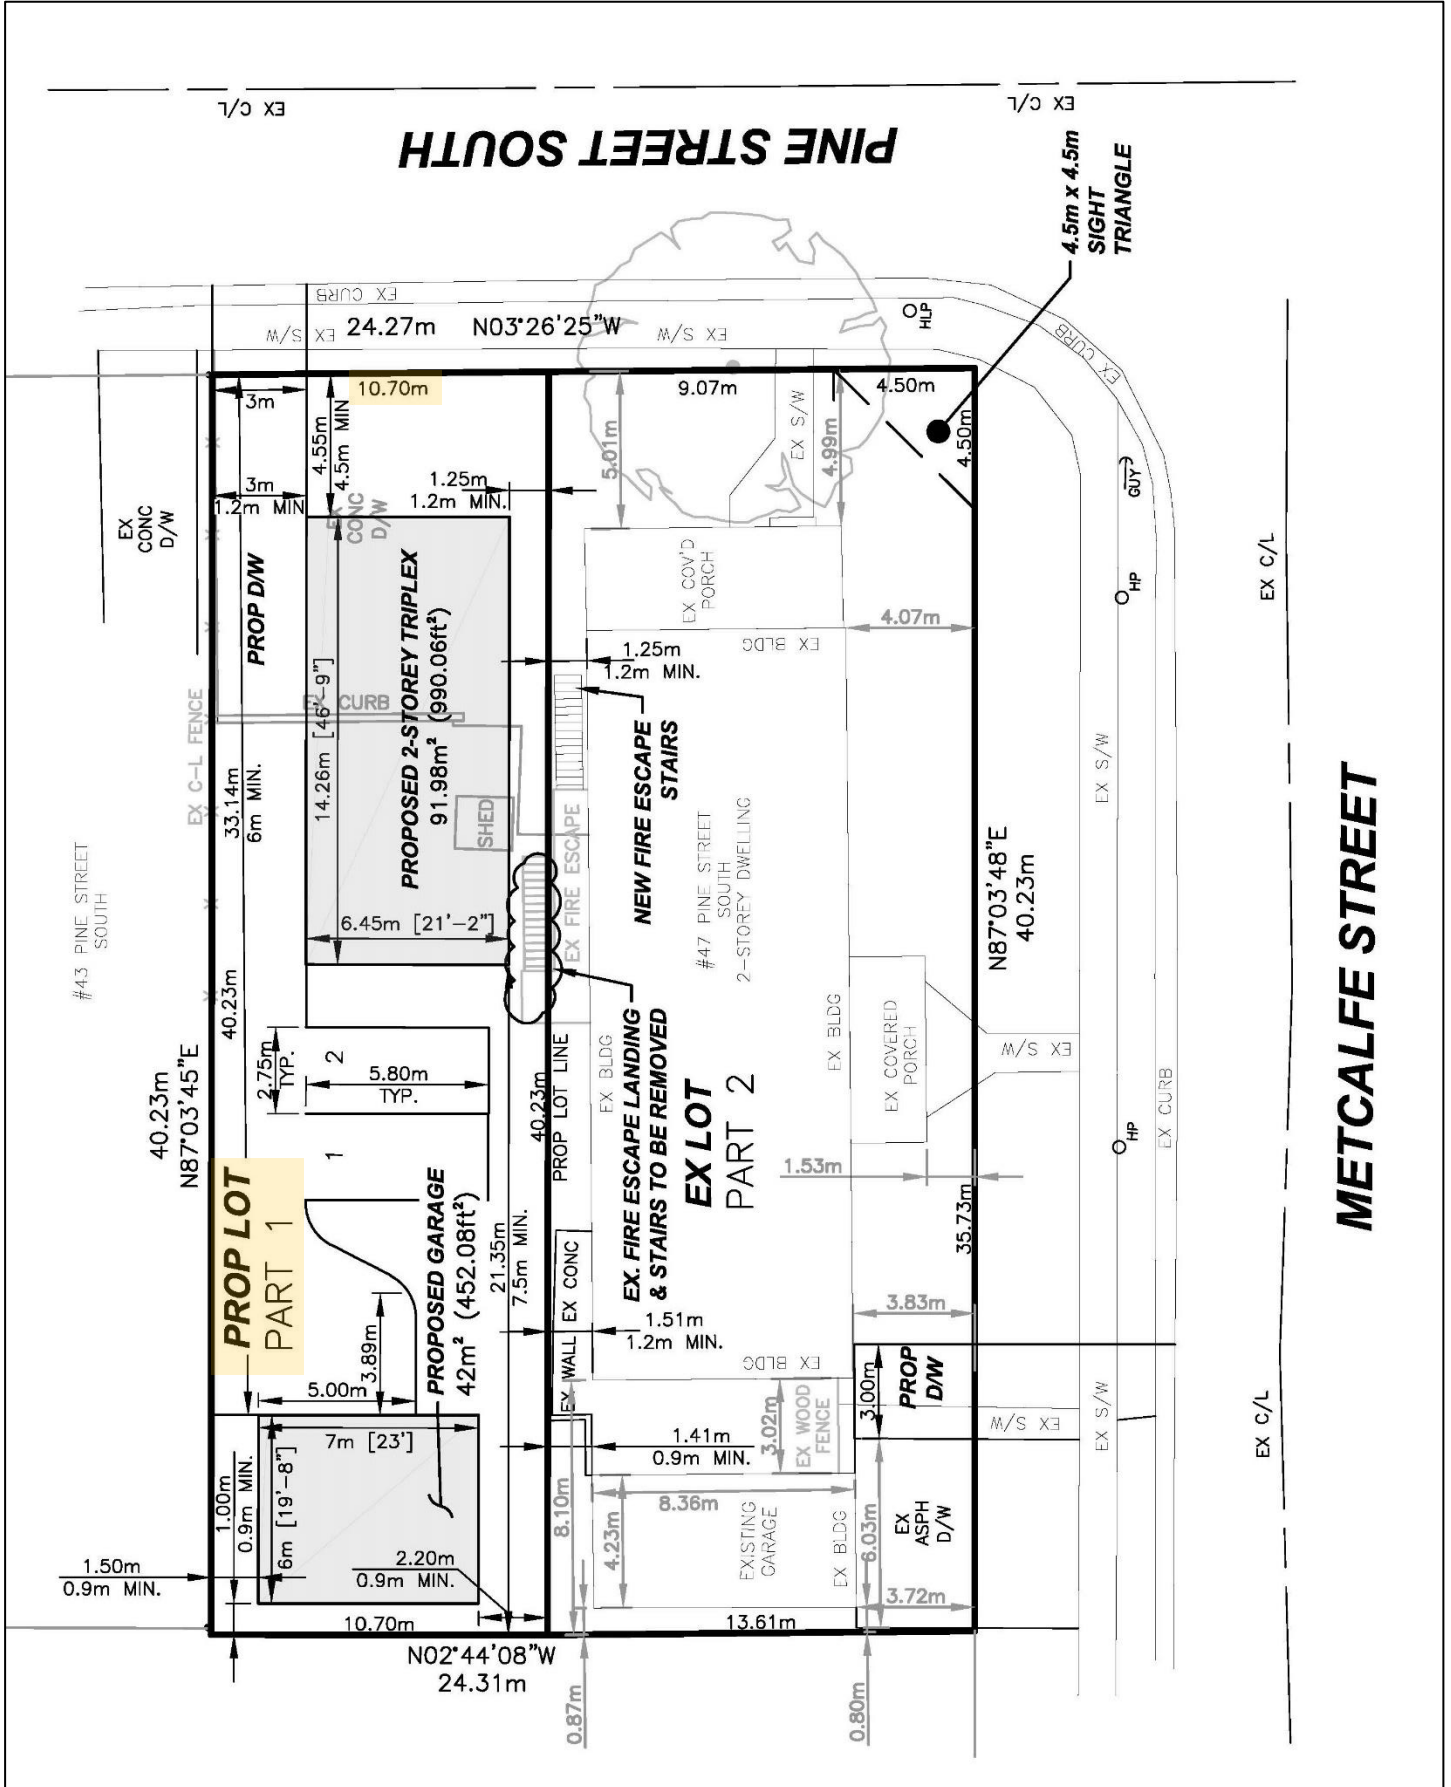 EX C/L
EX C/L
PINE STREET SOUTH
4.5m x 4.5m
SIGHT
TRIANGLE
EX CURB
EX S/W
24.27m N03°26'25"W
EX S/W
HLP
EX CURB
3m
10.70m
9.07m
4.50m
4.50m
4.55m
4.5m MIN
5.01m
EX S/W
4.99m
3m
1.2m MIN
1.25m
1.2m MIN.
EX
CONC
D/W
EX
CONC
D/W
GUY
HP
EX C/L
PROP D/W
PROPOSED 2-STOREY TRIPLEX
91.98m² (990.06ft²)
EX COV'D
PORCH
EX BLDG
4.07m
1.25m
1.2m MIN.
EX C-L FENCE
EX CURB
33.14m
6m MIN.
14.26m [46'-9"]
SHED
6.45m [21'-2"]
EX FIRE ESCAPE
NEW FIRE ESCAPE
STAIRS
#47 PINE STREET
SOUTH
2-STOREY DWELLING
EX S/W
#43 PINE STREET
SOUTH
N87°03'48"E
40.23m
METCALFE STREET
40.23m
N87°03'45"E
40.23m
2.75m
TYP.
2
5.80m
TYP.
1
40.23m
PROP LOT LINE
EX BLDG
EX. FIRE ESCAPE LANDING
& STAIRS TO BE REMOVED
EX LOT
PART 2
EX BLDG
EX COVERED
PORCH
EX S/W
HP
EX CURB
1.53m
35.73m
PROP LOT
PART 1
PROPOSED GARAGE
42m² (452.08ft²)
21.35m
7.5m MIN.
EX WALL
EX CONC
3.89m
5.00m
1.51m
1.2m MIN.
3.83m
EX BLDG
3.00m
PROP
D/W
EX S/W
EX S/W
EX C/L
7m [23']
6m [19'-8"]
1.00m
0.9m MIN.
1.41m
0.9m MIN.
3.02m
EX WOOD
FENCE
8.10m
8.36m
4.23m
EXISTING
GARAGE
EX BLDG
6.03m
EX
ASPH
D/W
1.50m
0.9m MIN.
2.20m
0.9m MIN.
3.72m
10.70m
13.61m
N02°44'08"W
24.31m
0.87m
0.80m